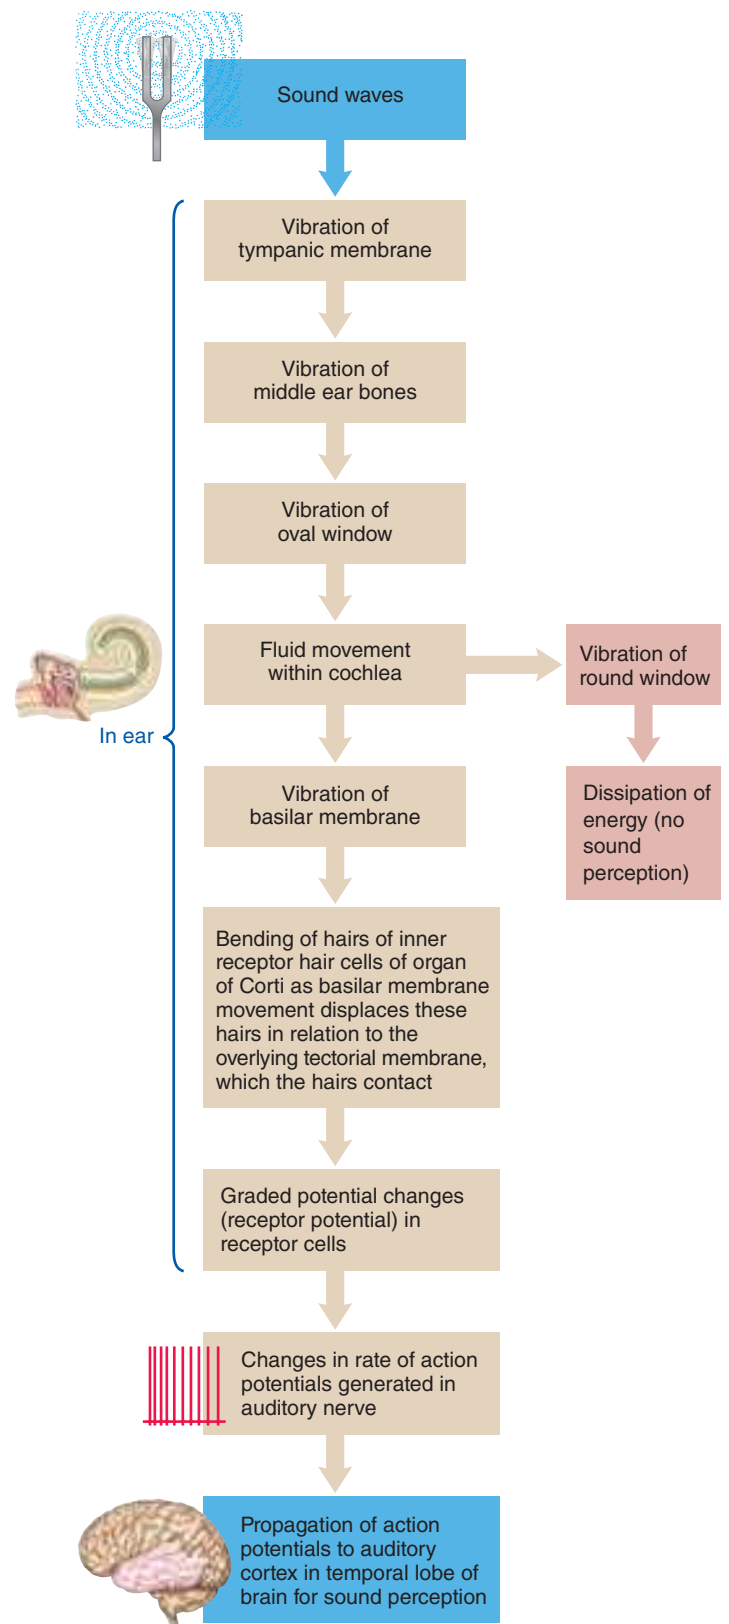 Sound waves
Vibration of
tympanic membrane
Vibration of
middle ear bones
Vibration of
oval window
Fluid movement
within cochlea
Vibration of
round window
In ear
Vibration of
basilar membrane
Dissipation of
energy (no
sound
perception)
Bending of hairs of inner
receptor hair cells of organ
of Corti as basilar membrane
movement displaces these
hairs in relation to the
overlying tectorial membrane,
which the hairs contact
Graded potential changes
(receptor potential) in
receptor cells
Changes in rate of action
potentials generated in
auditory nerve
Propagation of action
potentials to auditory
cortex in temporal lobe of
brain for sound perception